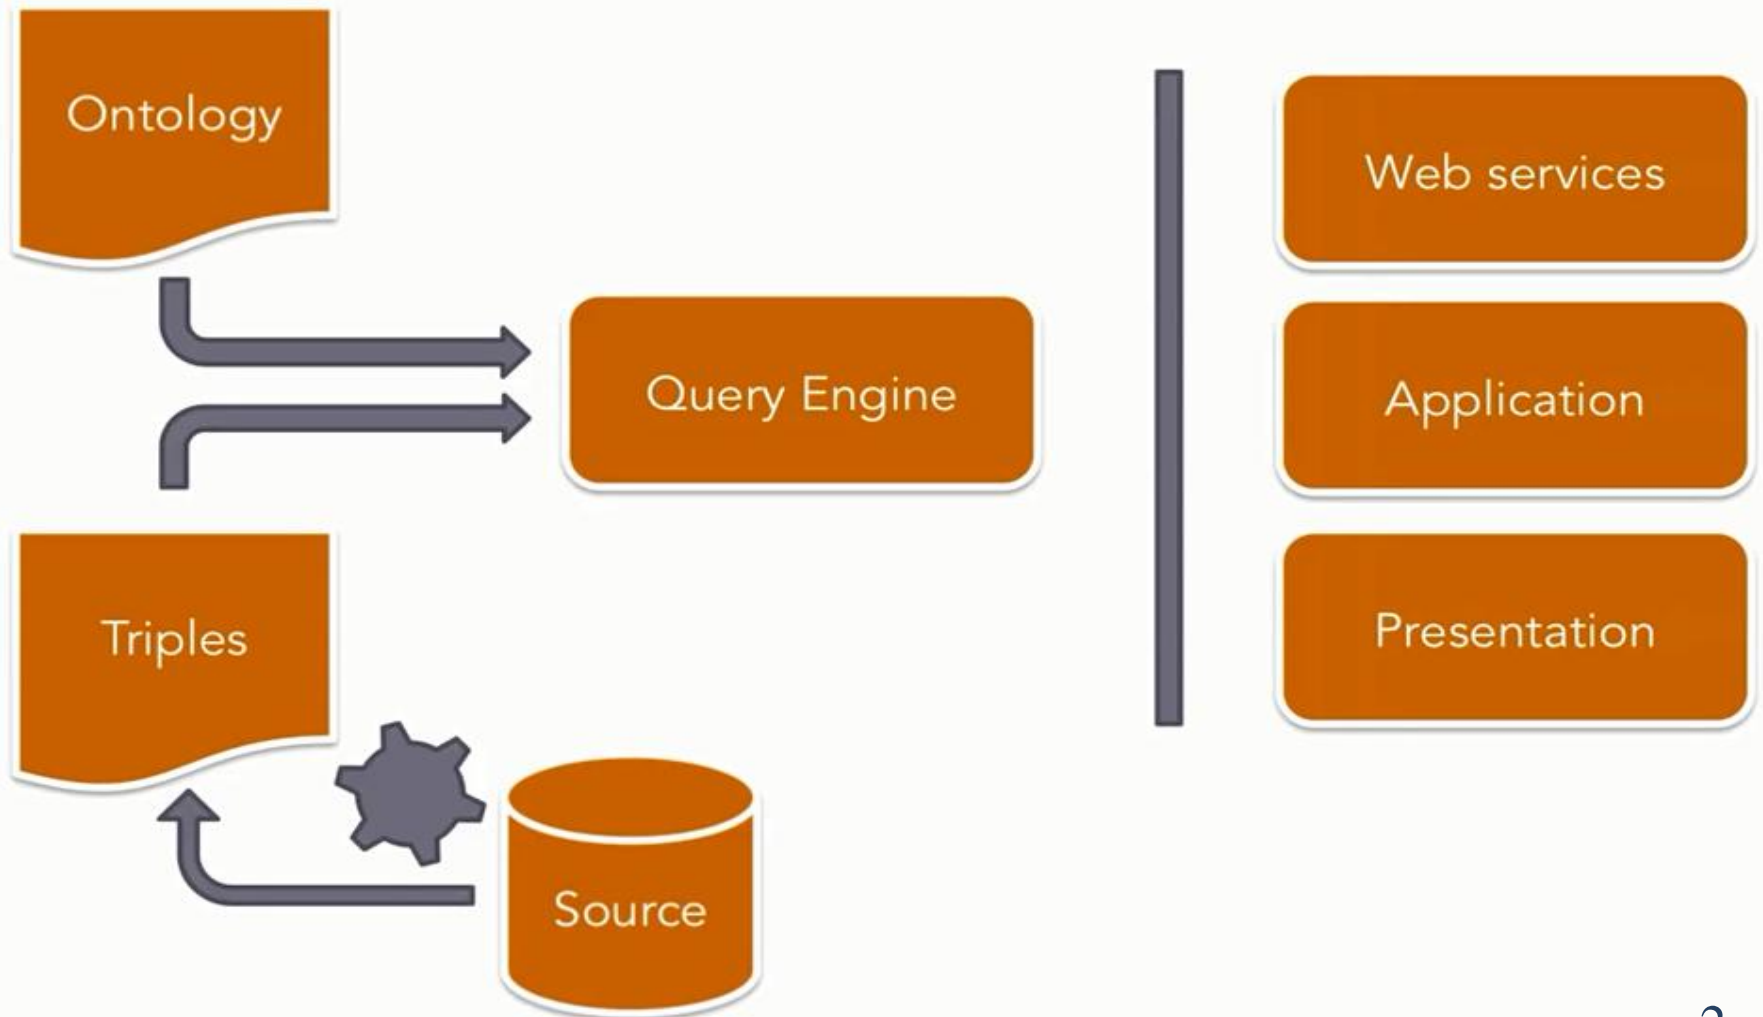 Ontology
Web services
Query Engine
Application
Triples
Presentation
Source